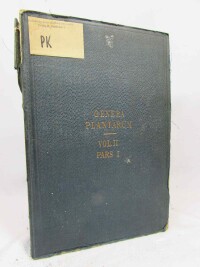 PK
GENERA
PLANTARUM
VOL. II
PARS I